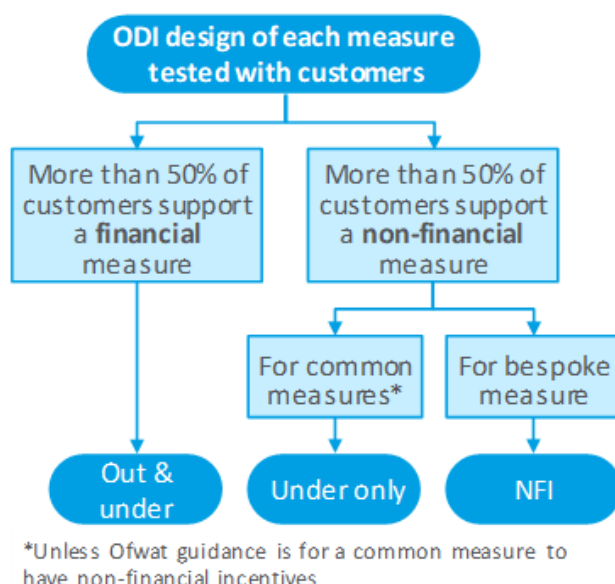 ODI design of each measure
tested with customers
More than 50% of
customers support
a financial
measure
More than 50% of
customers support
a non-financial
measure
For common
measures*
For bespoke
measure
Out &
under
Under only
NFI
*Unless Ofwat guidance is for a common measure to
have non-financial incentives